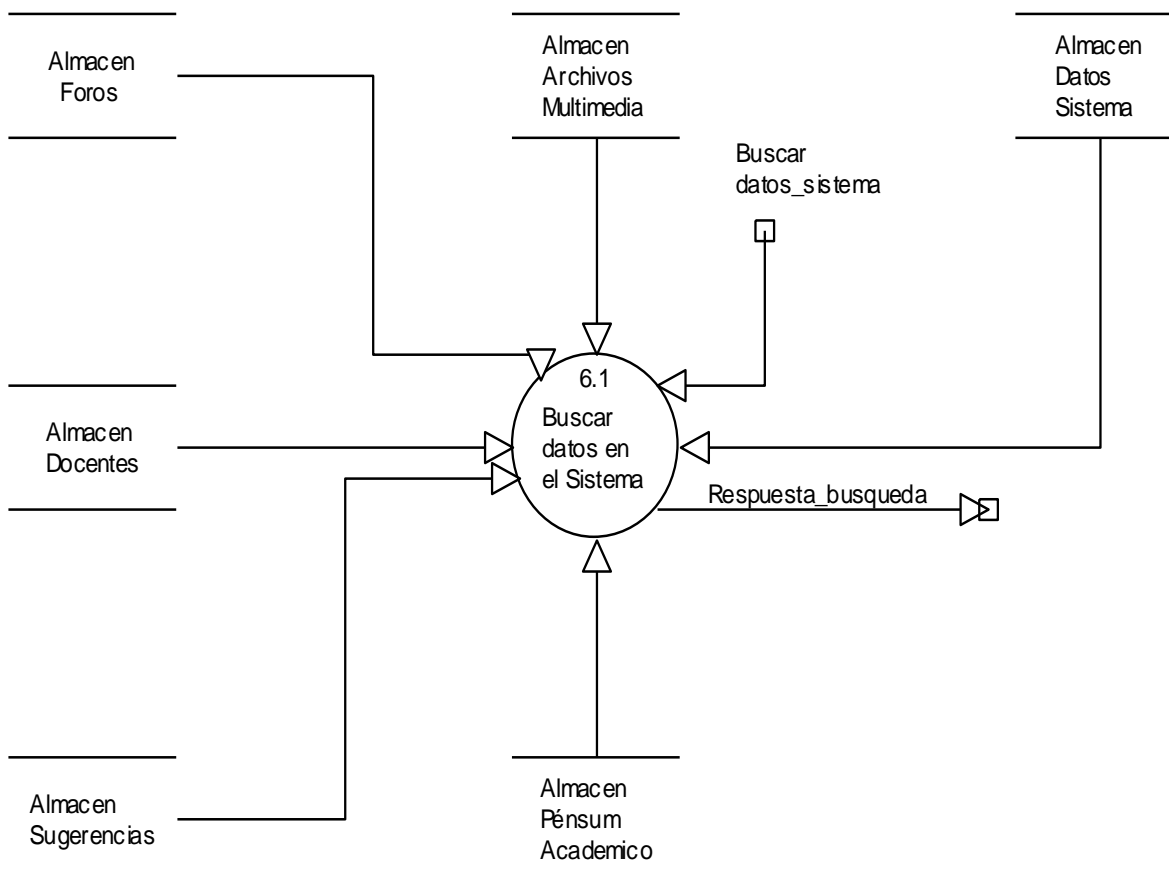 Almacen
Foros
Almacen
Archivos
Multimedia
Almacen
Datos
Sistema
Buscar
datos_sistema
6.1
Buscar
datos en
el Sistema
Almacen
Docentes
Respuesta_busqueda
Almacen
Sugerencias
Almacen
Pénsum
Academico